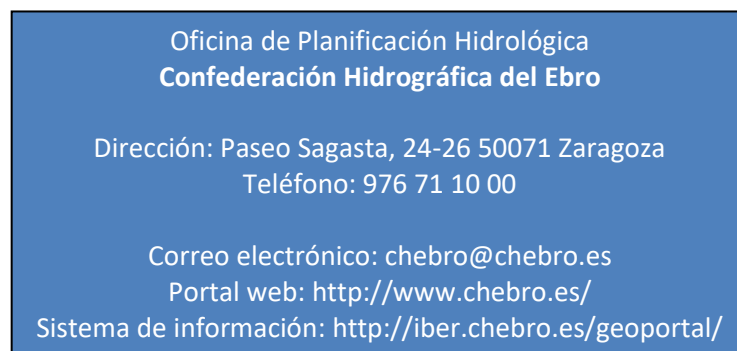 Oficina de Planificación Hidrológica
Confederación Hidrográfica del Ebro
Dirección: Paseo Sagasta, 24-26 50071 Zaragoza
Teléfono: 976 71 10 00
Correo electrónico: chebro@chebro.es
Portal web: http://www.chebro.es/
Sistema de información: http://iber.chebro.es/geoportal/